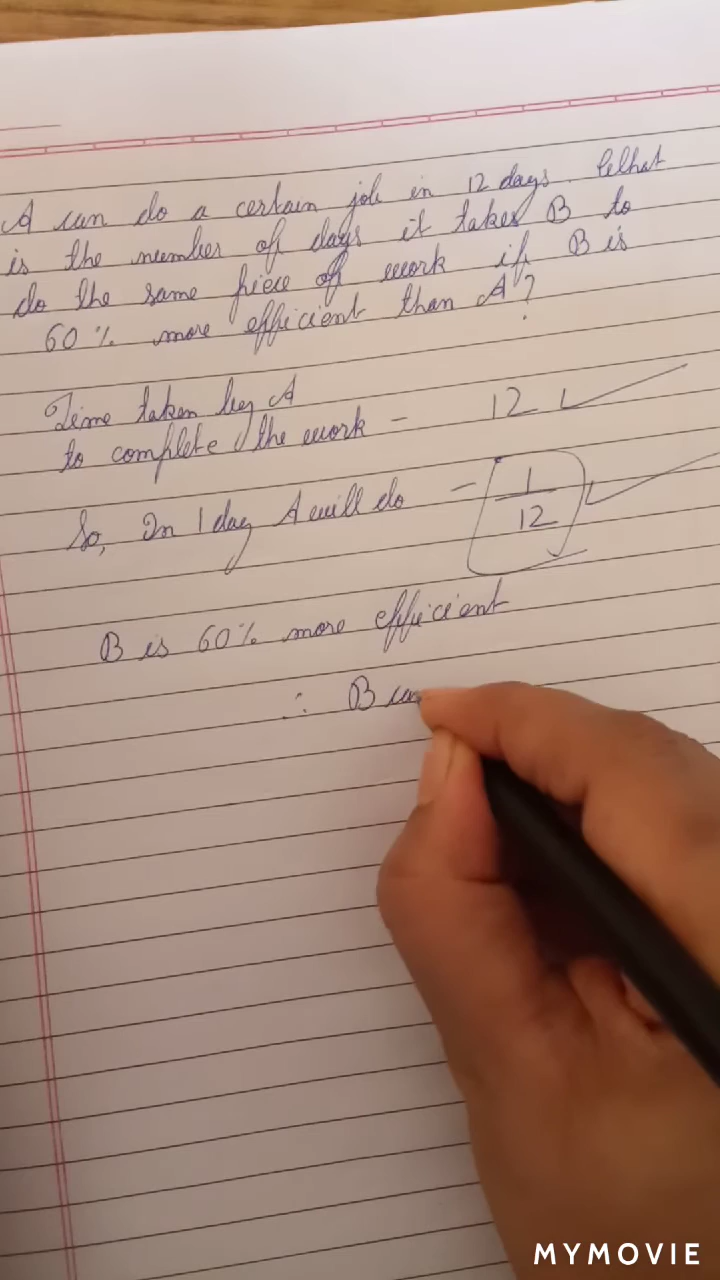 A can do a certain job in 12 days. What
is the number of days it takes B to
do the same piece of work if B is
60% more efficient than A?
Time taken by A
to complete the work - 12
So, In 1 day A will do - 1/12
B is 60% more efficient
∴ B can
MYMOVIE